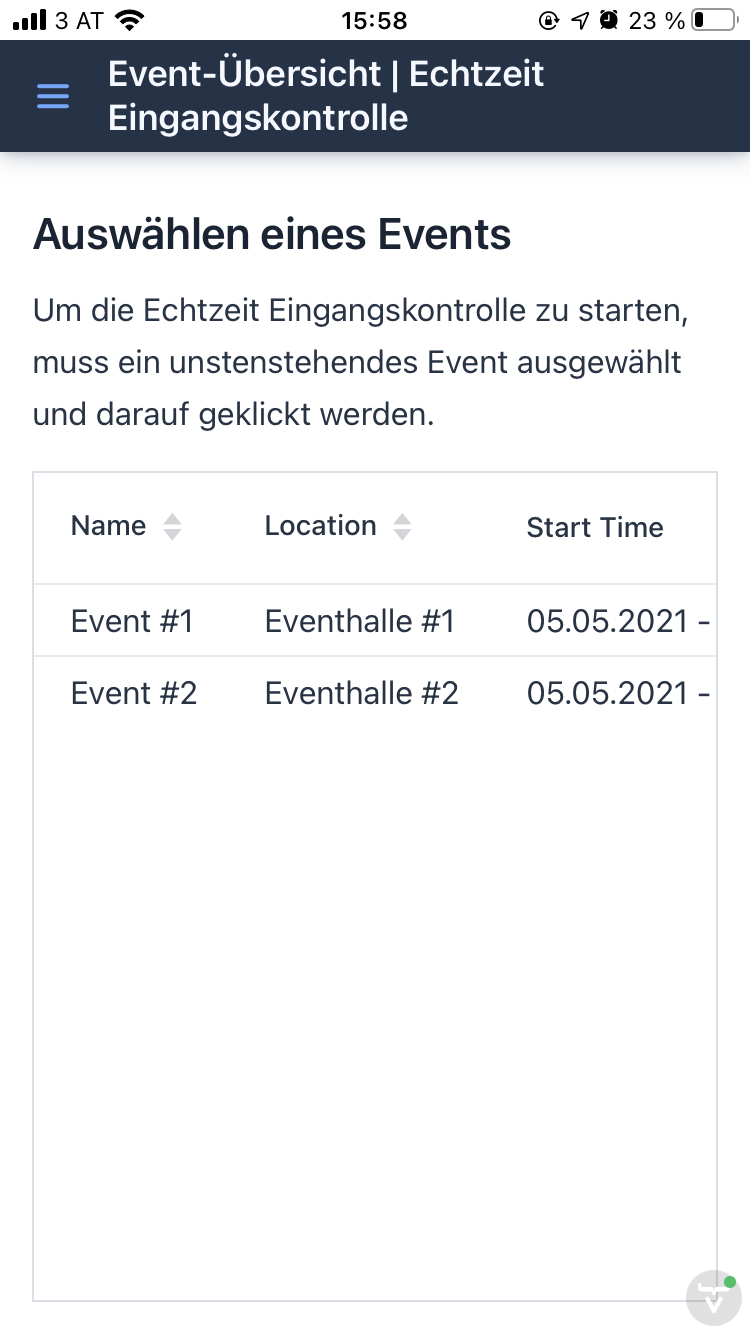 3 AT 15:58 23 %
Event-Übersicht | Echtzeit
Eingangskontrolle
Auswählen eines Events
Um die Echtzeit Eingangskontrolle zu starten,
muss ein unstenstehendes Event ausgewählt
und darauf geklickt werden.
Name Location Start Time
Event #1 Eventhalle #1 05.05.2021 -
Event #2 Eventhalle #2 05.05.2021 -